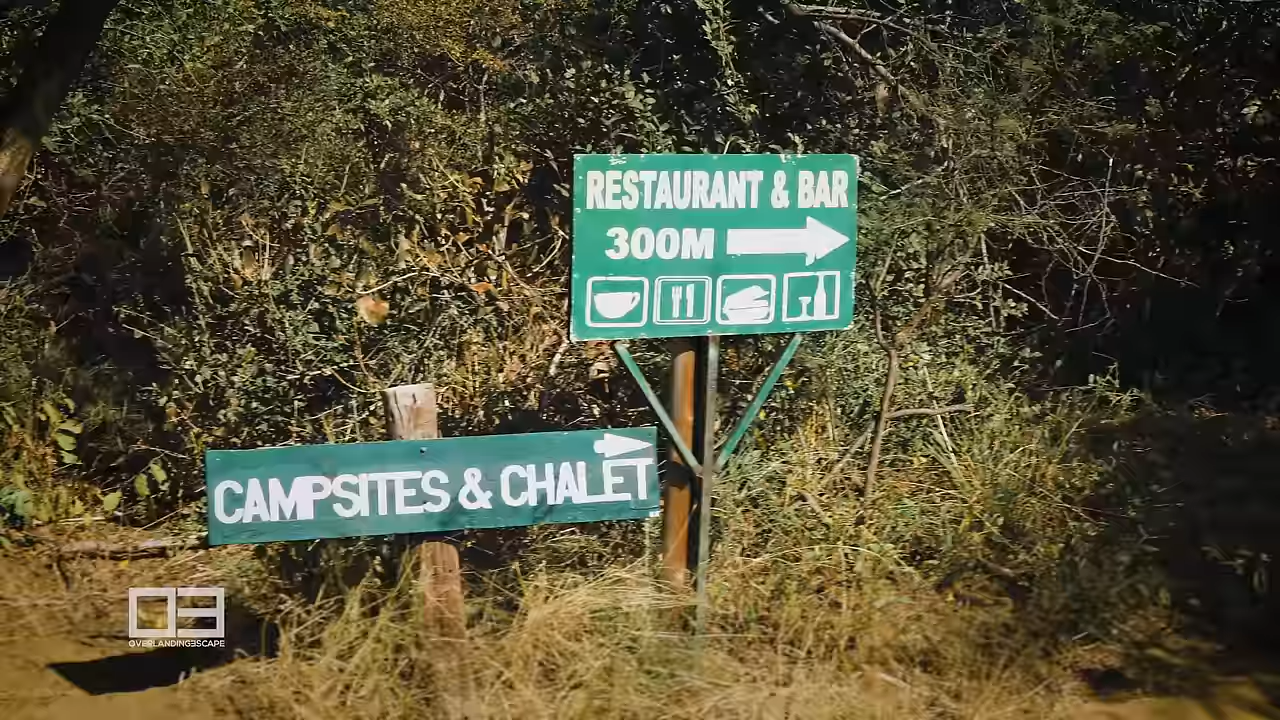 RESTAURANT & BAR
300M
CAMPSITES & CHALET
OVERLANDINGESCAPE